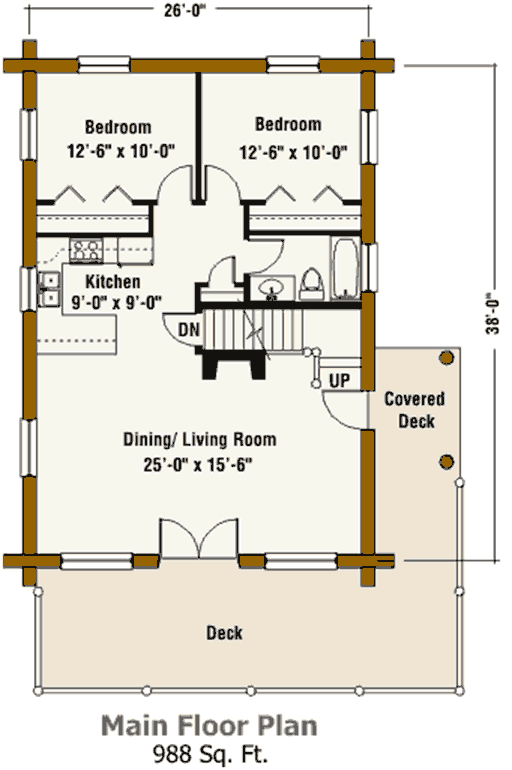 26'-0"
Bedroom
12'-6" x 10'-0"
Bedroom
12'-6" x 10'-0"
Kitchen
9'-0" x 9'-0"
DN
38'-0"
UP
Covered
Deck
Dining/ Living Room
25'-0" x 15'-6"
Deck
Main Floor Plan
988 Sq. Ft.